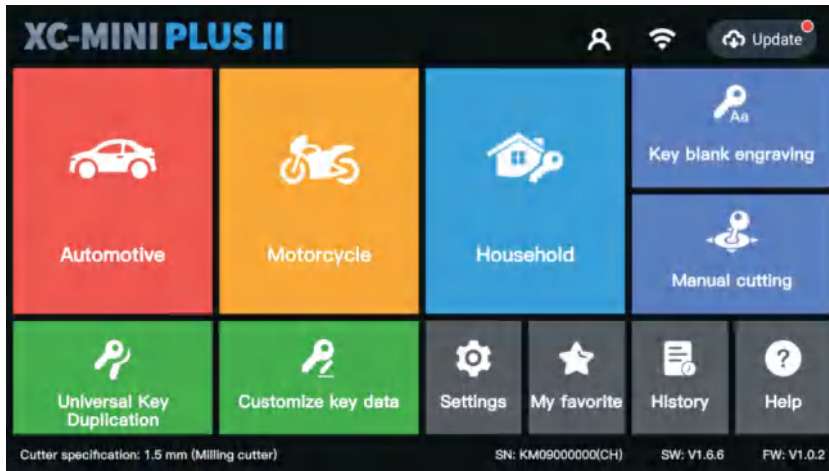 XC-MINI PLUS II
Update
Aa
Key blank engraving
Automotive
Motorcycle
Household
Manual cutting
Universal Key
Duplication
Customize key data
Settings
My favorite
History
?
Help
Cutter specification: 1.5 mm (Milling cutter)
SN: KM09000000(CH)
SW: V1.6.6
FW: V1.0.2